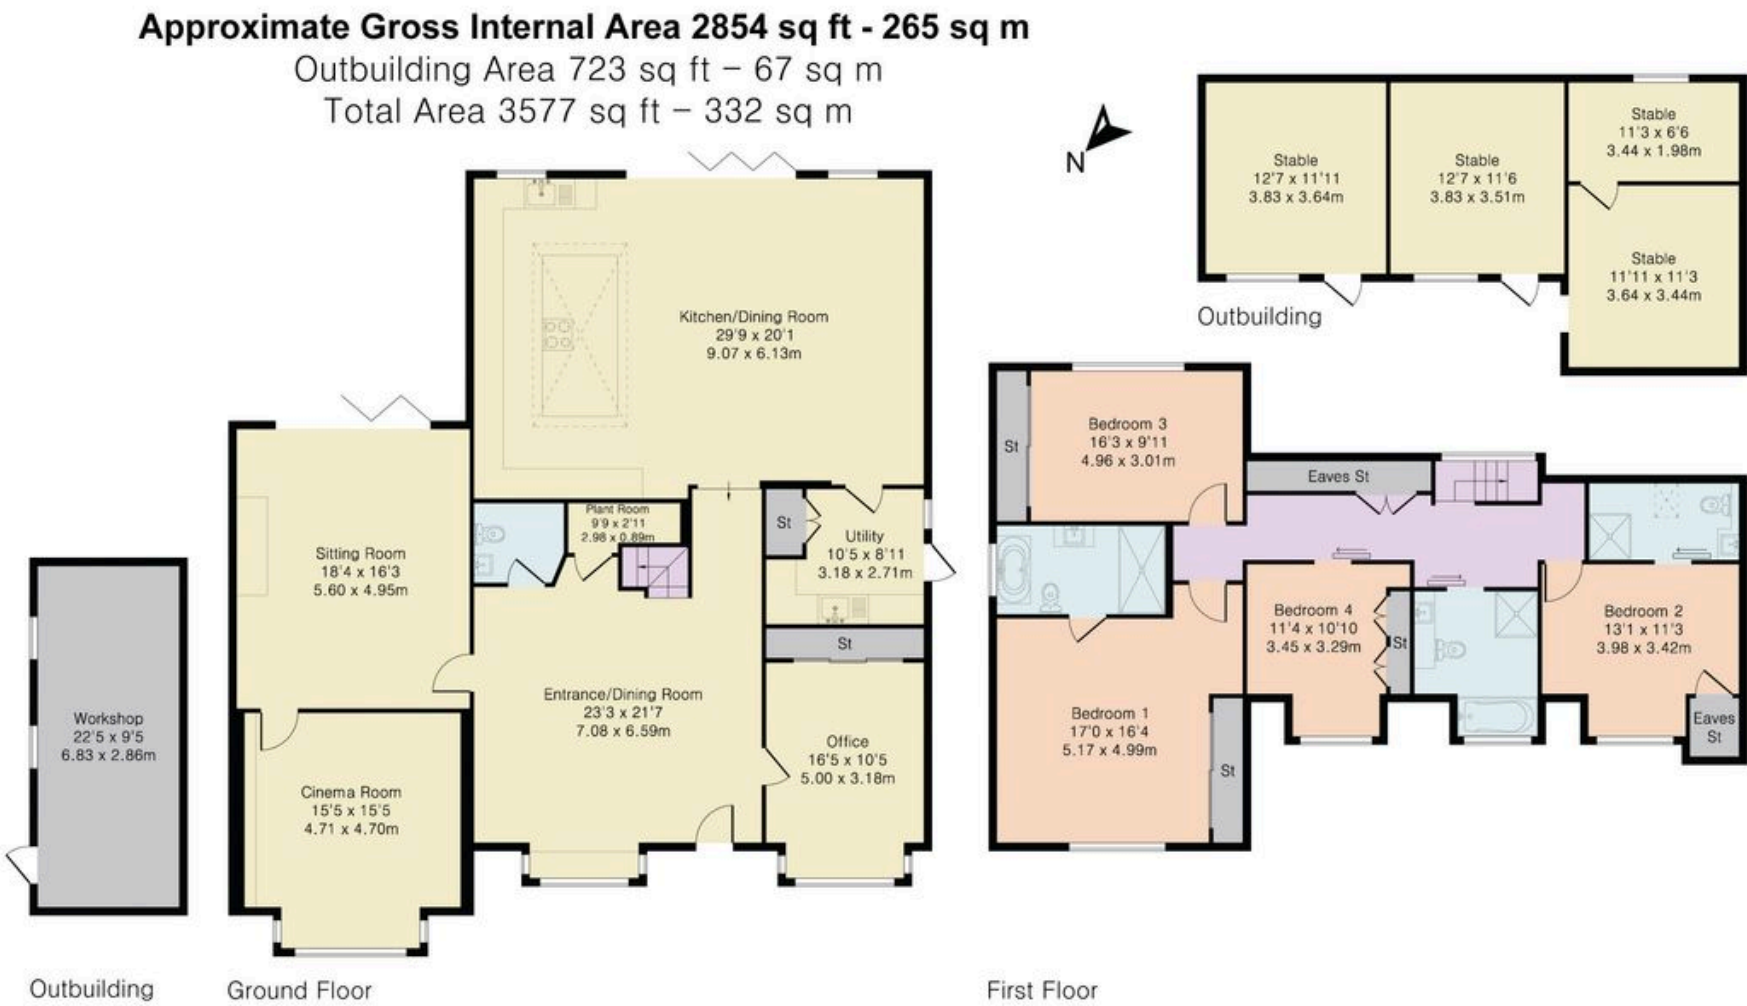 Approximate Gross Internal Area 2854 sq ft - 265 sq m
Outbuilding Area 723 sq ft – 67 sq m
Total Area 3577 sq ft – 332 sq m
N
Stable
12'7 x 11'11
3.83 x 3.64m
Stable
12'7 x 11'6
3.83 x 3.51m
Stable
11'3 x 6'6
3.44 x 1.98m
Stable
11'11 x 11'3
3.64 x 3.44m
Outbuilding
Kitchen/Dining Room
29'9 x 20'1
9.07 x 6.13m
Sitting Room
18'4 x 16'3
5.60 x 4.95m
Plant Room
9'9 x 2'11
2.98 x 0.89m
St
Utility
10'5 x 8'11
3.18 x 2.71m
St
Entrance/Dining Room
23'3 x 21'7
7.08 x 6.59m
Office
16'5 x 10'5
5.00 x 3.18m
Cinema Room
15'5 x 15'5
4.71 x 4.70m
Workshop
22'5 x 9'5
6.83 x 2.86m
Outbuilding
Ground Floor
St
Bedroom 3
16'3 x 9'11
4.96 x 3.01m
Eaves St
Bedroom 4
11'4 x 10'10
3.45 x 3.29m
St
Bedroom 2
13'1 x 11'3
3.98 x 3.42m
Eaves
St
Bedroom 1
17'0 x 16'4
5.17 x 4.99m
St
First Floor